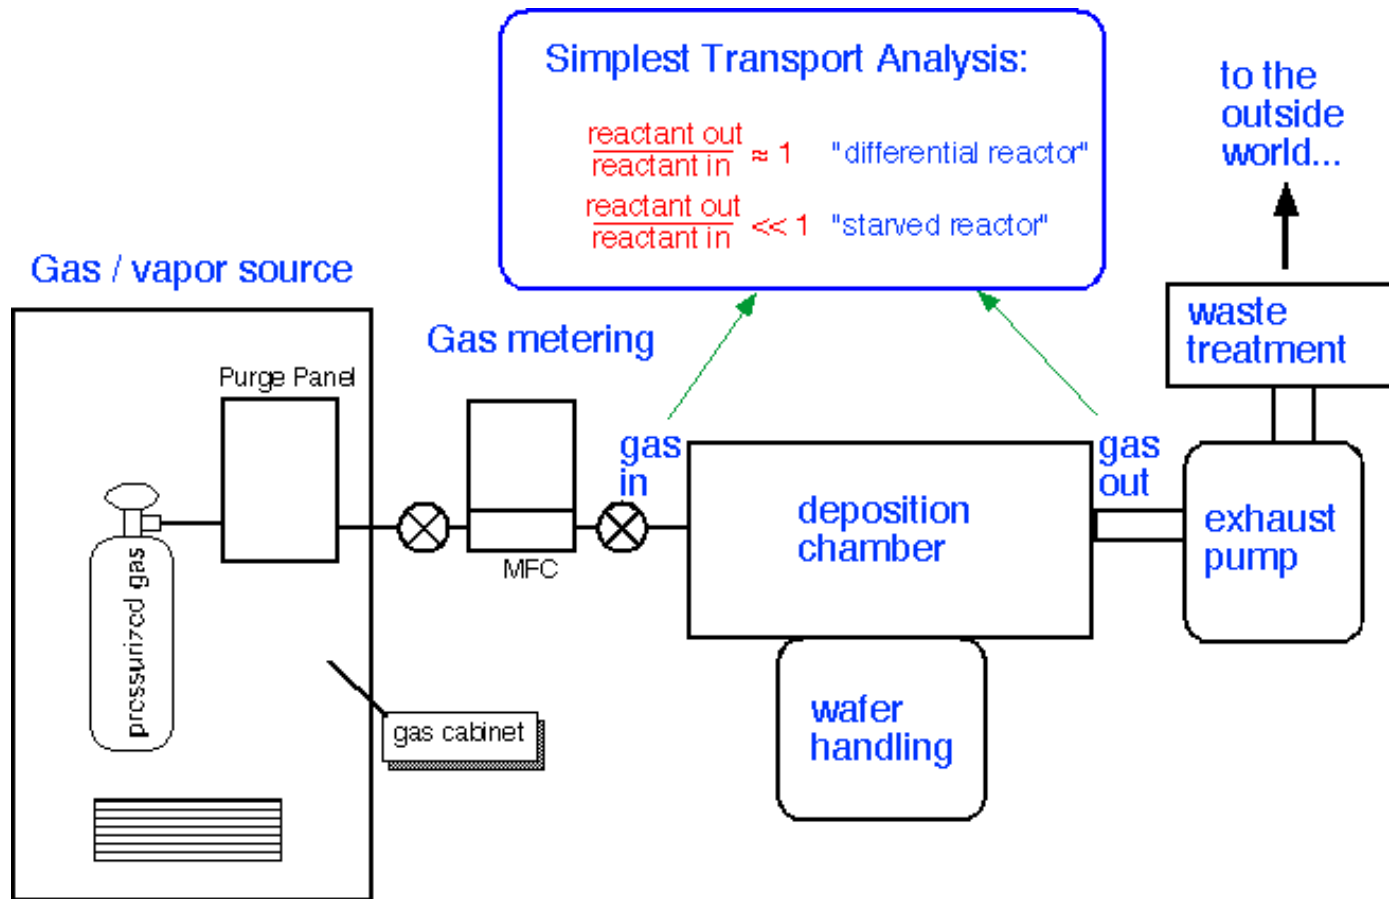 Simplest Transport Analysis:
reactant out
reactant in
≈ 1
"differential reactor"
reactant out
reactant in
<< 1
"starved reactor"
to the
outside
world...
Gas / vapor source
Gas metering
waste
treatment
Purge Panel
gas
in
gas
out
deposition
chamber
exhaust
pump
MFC
pressurized gas
gas cabinet
wafer
handling